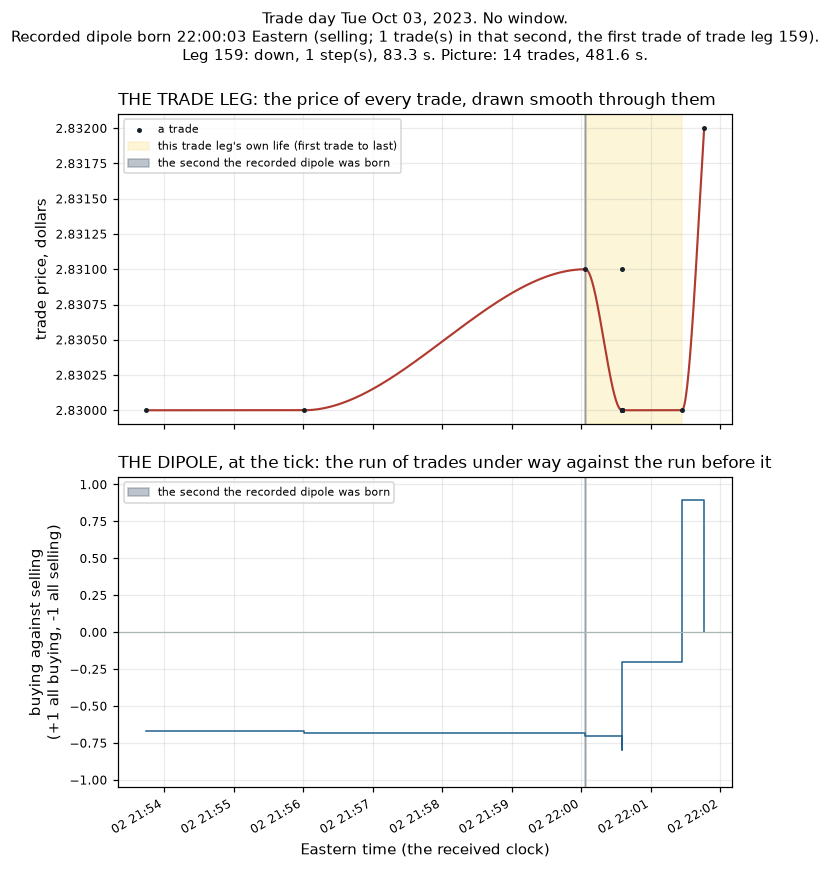 Trade day Tue Oct 03, 2023. No window.
Recorded dipole born 22:00:03 Eastern (selling; 1 trade(s) in that second, the first trade of trade leg 159).
Leg 159: down, 1 step(s), 83.3 s. Picture: 14 trades, 481.6 s.
THE TRADE LEG: the price of every trade, drawn smooth through them
a trade
this trade leg's own life (first trade to last)
the second the recorded dipole was born
trade price, dollars
2.83200
2.83175
2.83150
2.83125
2.83100
2.83075
2.83050
2.83025
2.83000
THE DIPOLE, at the tick: the run of trades under way against the run before it
the second the recorded dipole was born
buying against selling
(+1 all buying, -1 all selling)
1.00
0.75
0.50
0.25
0.00
−0.25
−0.50
−0.75
−1.00
02 21:54
02 21:55
02 21:56
02 21:57
02 21:58
02 21:59
02 22:00
02 22:01
02 22:02
Eastern time (the received clock)